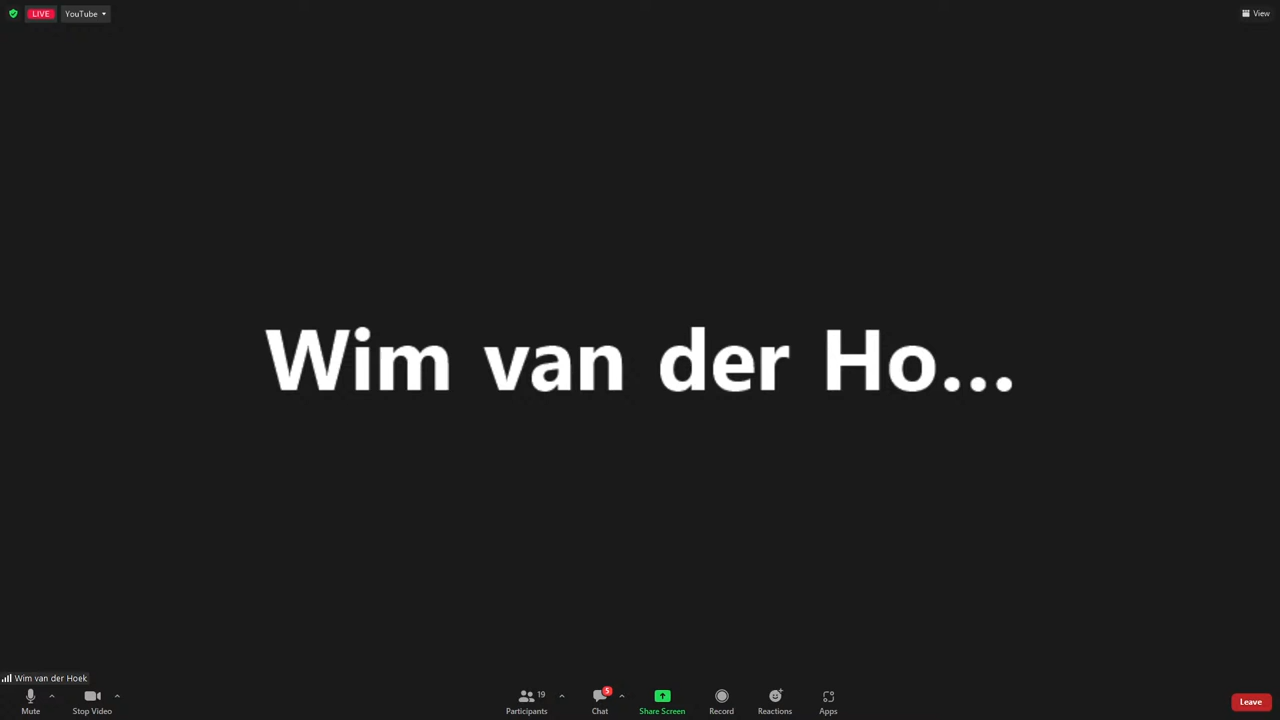 LIVE
YouTube
View
Wim van der Ho...
Wim van der Hoek
Mute
Stop Video
19
Participants
5
Chat
Share Screen
Record
Reactions
Apps
Leave